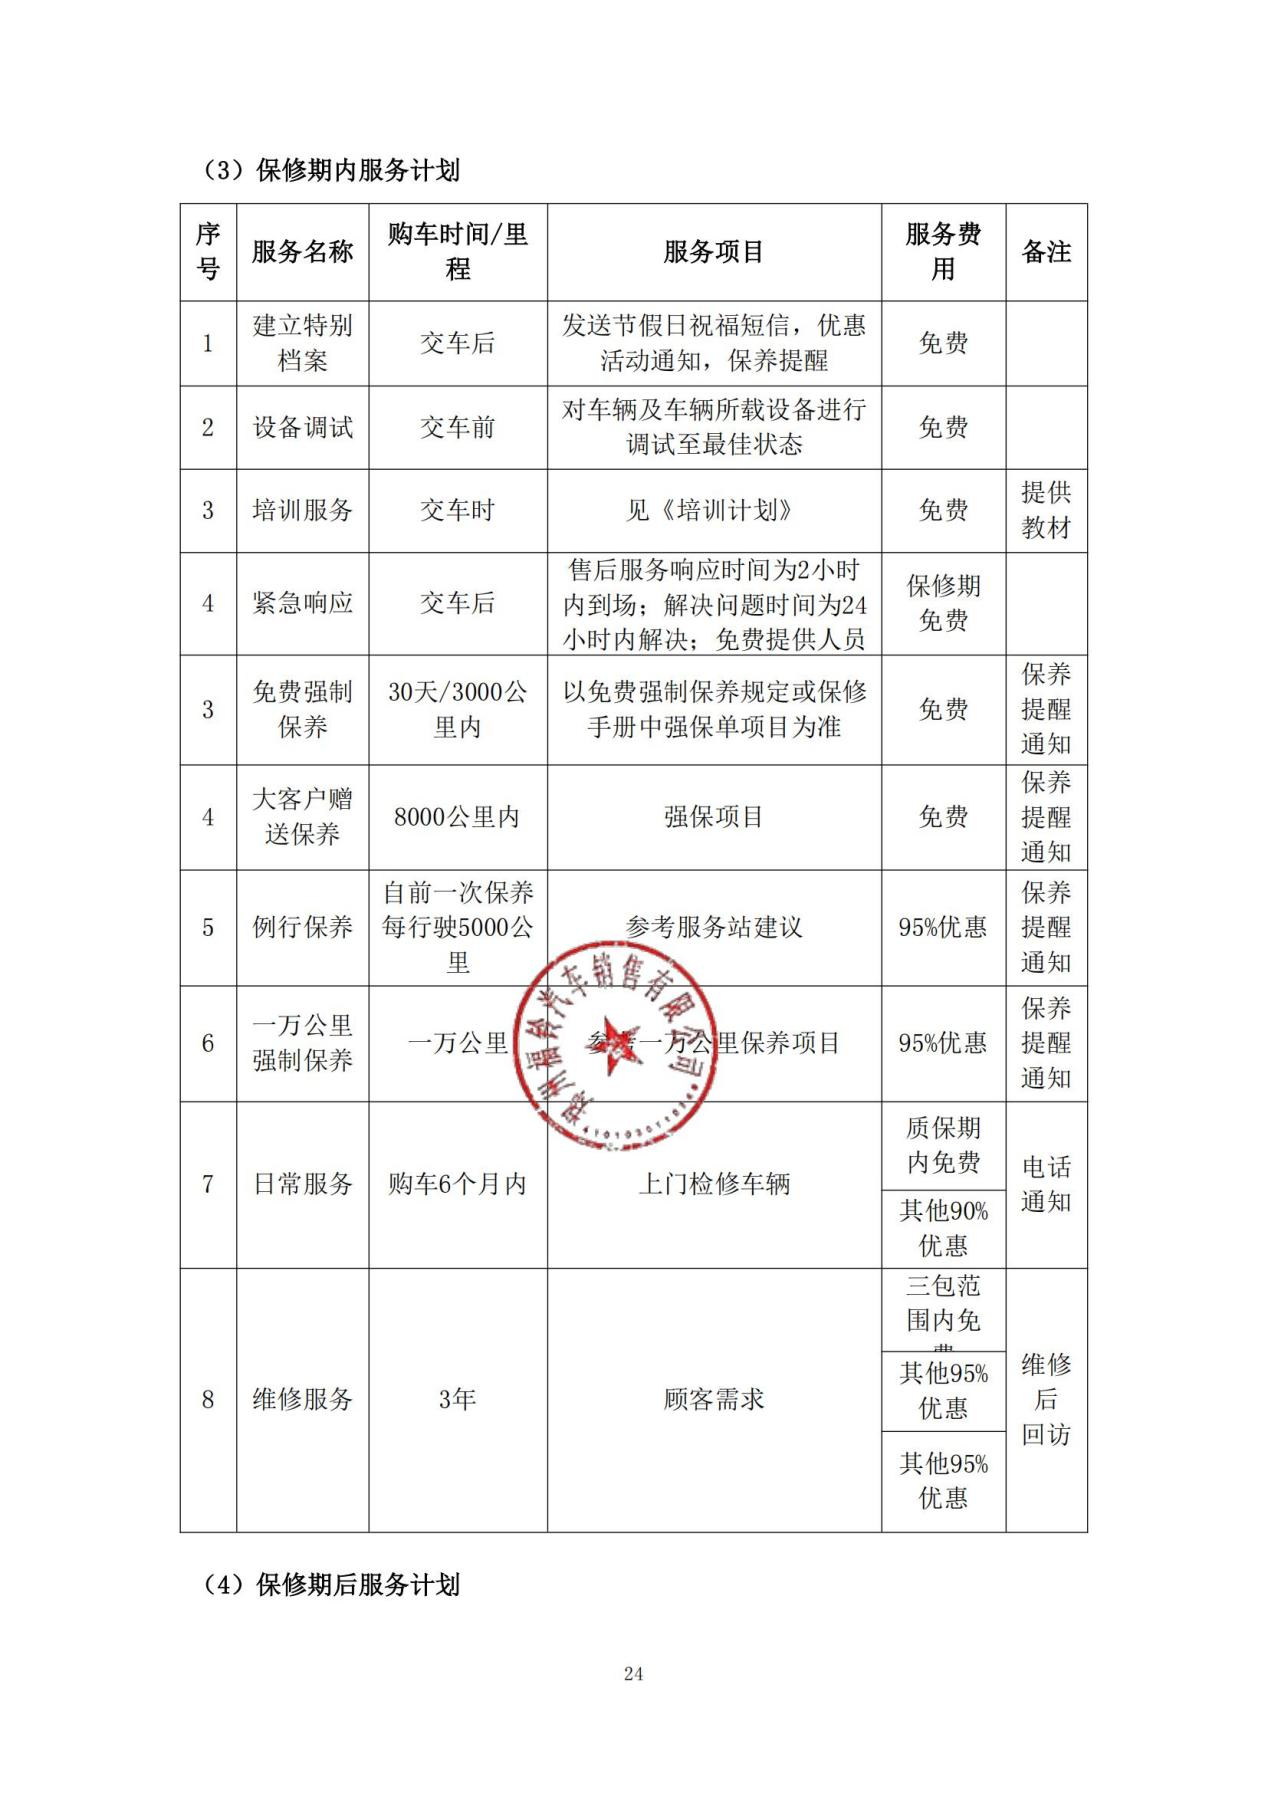 （3）保修期内服务计划
序
号
服务名称
购车时间/里
程
服务项目
服务费
用
备注
1
建立特别
档案
交车后
发送节假日祝福短信，优惠
活动通知，保养提醒
免费
2
设备调试
交车前
对车辆及车辆所载设备进行
调试至最佳状态
免费
3
培训服务
交车时
见《培训计划》
免费
提供
教材
4
紧急响应
交车后
售后服务响应时间为2小时
内到场；解决问题时间为24
小时内解决；免费提供人员
保修期
免费
3
免费强制
保养
30天/3000公
里内
以免费强制保养规定或保修
手册中强保单项目为准
免费
保养
提醒
通知
4
大客户赠
送保养
8000公里内
强保项目
免费
保养
提醒
通知
5
例行保养
自前一次保养
每行驶5000公
里
参考服务站建议
95%优惠
保养
提醒
通知
6
一万公里
强制保养
一万公里
参考一万公里保养项目
95%优惠
保养
提醒
通知
郑州福铃汽车销售有限公司
7
日常服务
购车6个月内
上门检修车辆
质保期
内免费
其他90%
优惠
电话
通知
8
维修服务
3年
顾客需求
三包范
围内免
费
其他95%
优惠
其他95%
优惠
维修
后
回访
（4）保修期后服务计划
24